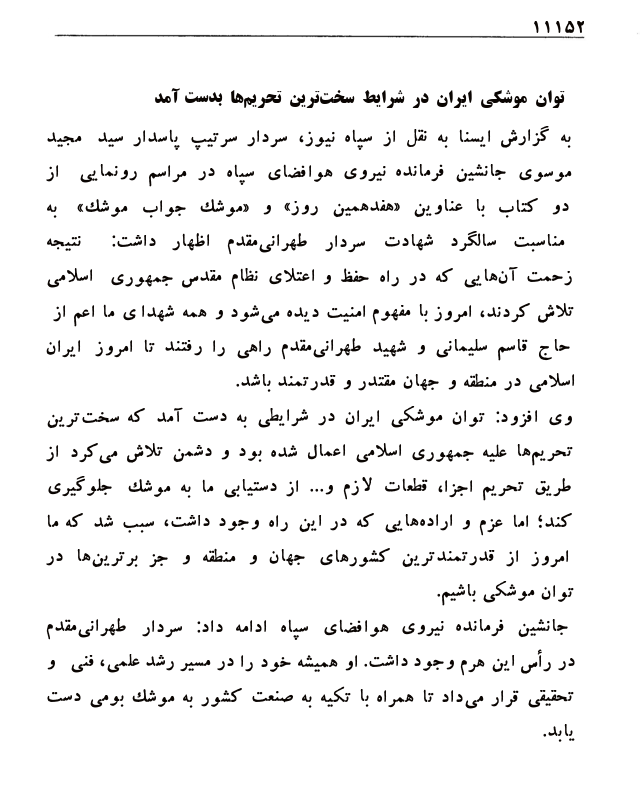 ۱۱۱۵۲
توان موشکی ایران در شرایط سخت‌ترین تحریم‌ها بدست آمد
به گزارش ایسنا به نقل از سپاه نیوز، سردار سرتیپ پاسدار سید مجید
موسوی جانشین فرمانده نیروی هوافضای سپاه در مراسم رونمایی از
دو کتاب با عناوین «هفدهمین روز» و «موشك جواب موشك» به
مناسبت سالگرد شهادت سردار طهرانی‌مقدم اظهار داشت: نتیجه
زحمت آن‌هایی که در راه حفظ و اعتلای نظام مقدس جمهوری اسلامی
تلاش کردند، امروز با مفهوم امنیت دیده می‌شود و همه شهدای ما اعم از
حاج قاسم سلیمانی و شهید طهرانی‌مقدم راهی را رفتند تا امروز ایران
اسلامی در منطقه و جهان مقتدر و قدرتمند باشد.
وی افزود: توان موشکی ایران در شرایطی به دست آمد که سخت‌ترین
تحریم‌ها علیه جمهوری اسلامی اعمال شده بود و دشمن تلاش می‌کرد از
طریق تحریم اجزا، قطعات لازم و... از دستیابی ما به موشك جلوگیری
کند؛ اما عزم و اراده‌هایی که در این راه وجود داشت، سبب شد که ما
امروز از قدرتمندترین کشورهای جهان و منطقه و جز برترین‌ها در
توان موشکی باشیم.
جانشین فرمانده نیروی هوافضای سپاه ادامه داد: سردار طهرانی‌مقدم
در رأس این هرم وجود داشت. او همیشه خود را در مسیر رشد علمی، فنی و
تحقیقی قرار می‌داد تا همراه با تکیه به صنعت کشور به موشك بومی دست
یابد.